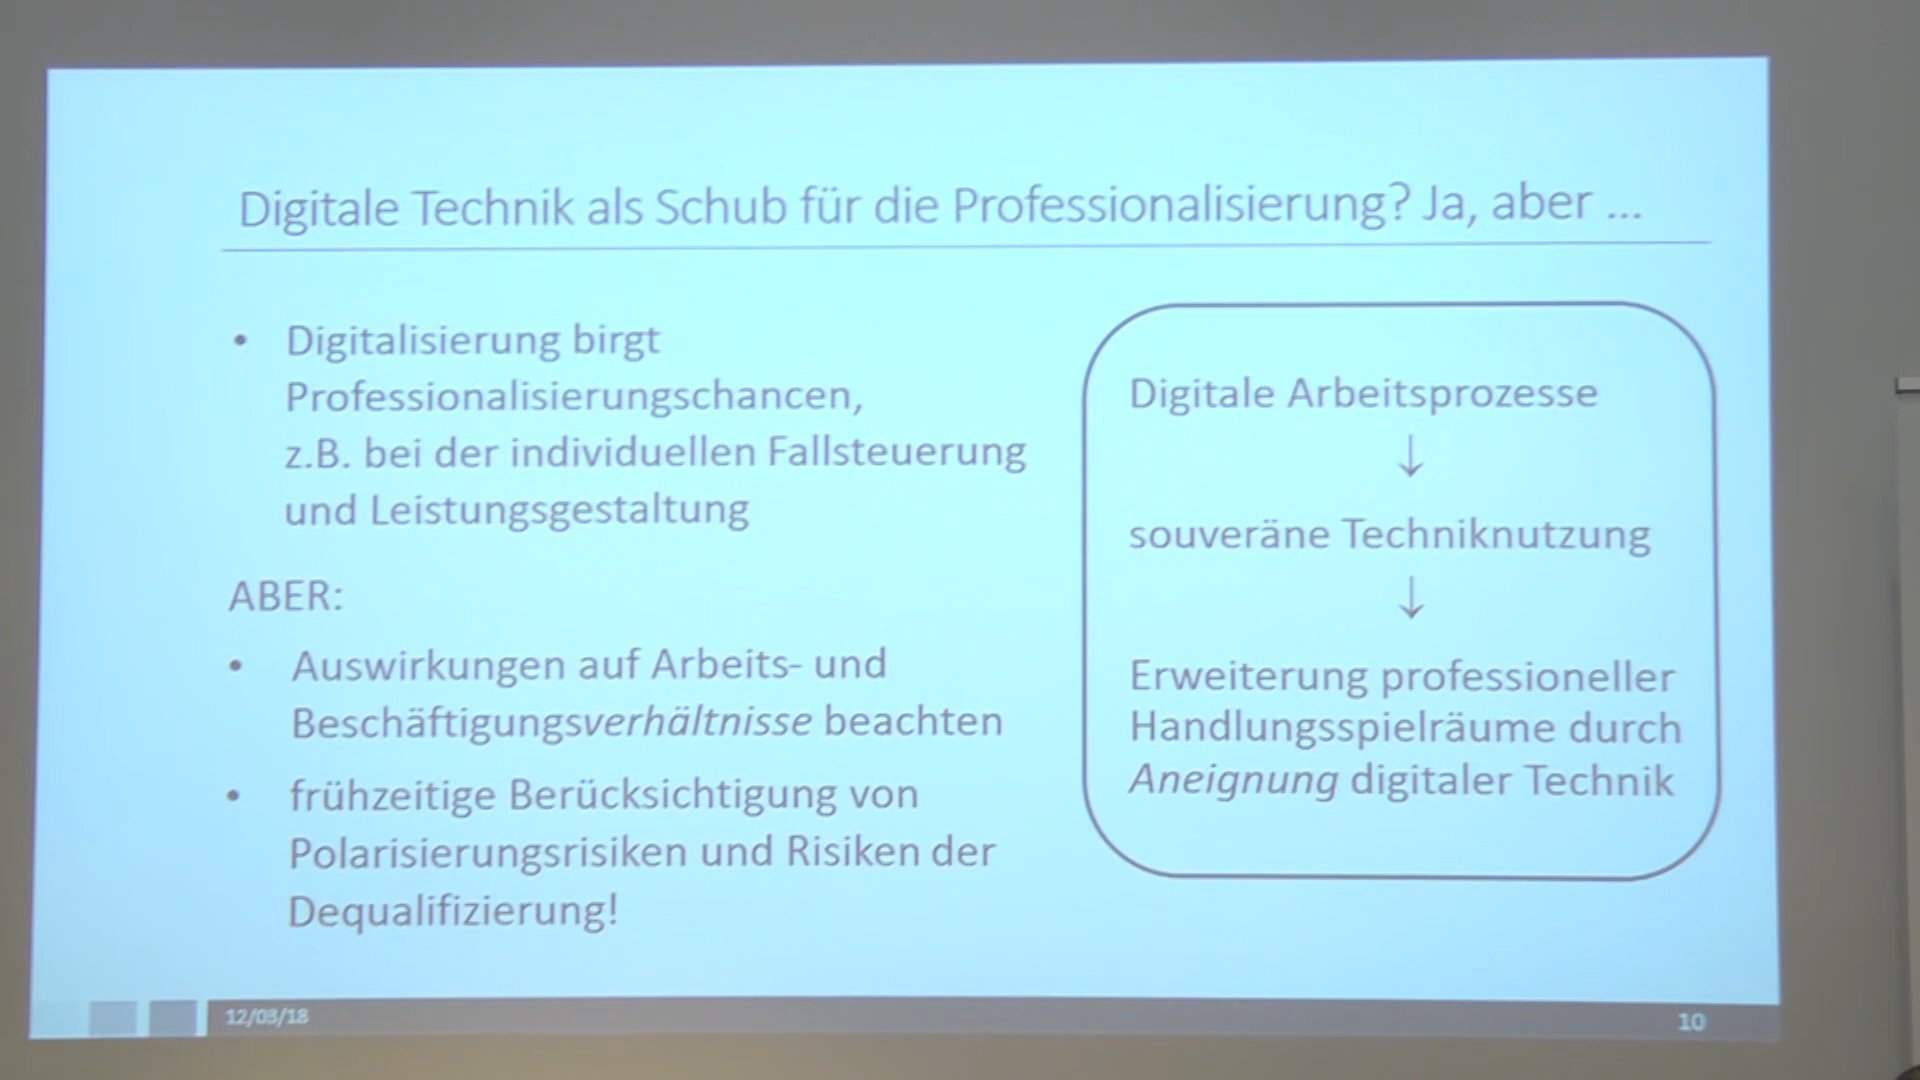 Digitale Technik als Schub für die Professionalisierung? Ja, aber ...
• Digitalisierung birgt
Professionalisierungschancen,
z.B. bei der individuellen Fallsteuerung
und Leistungsgestaltung
ABER:
• Auswirkungen auf Arbeits- und
Beschäftigungsverhältnisse beachten
• frühzeitige Berücksichtigung von
Polarisierungsrisiken und Risiken der
Dequalifizierung!
Digitale Arbeitsprozesse
↓
souveräne Techniknutzung
↓
Erweiterung professioneller
Handlungsspielräume durch
Aneignung digitaler Technik
12/03/18
10